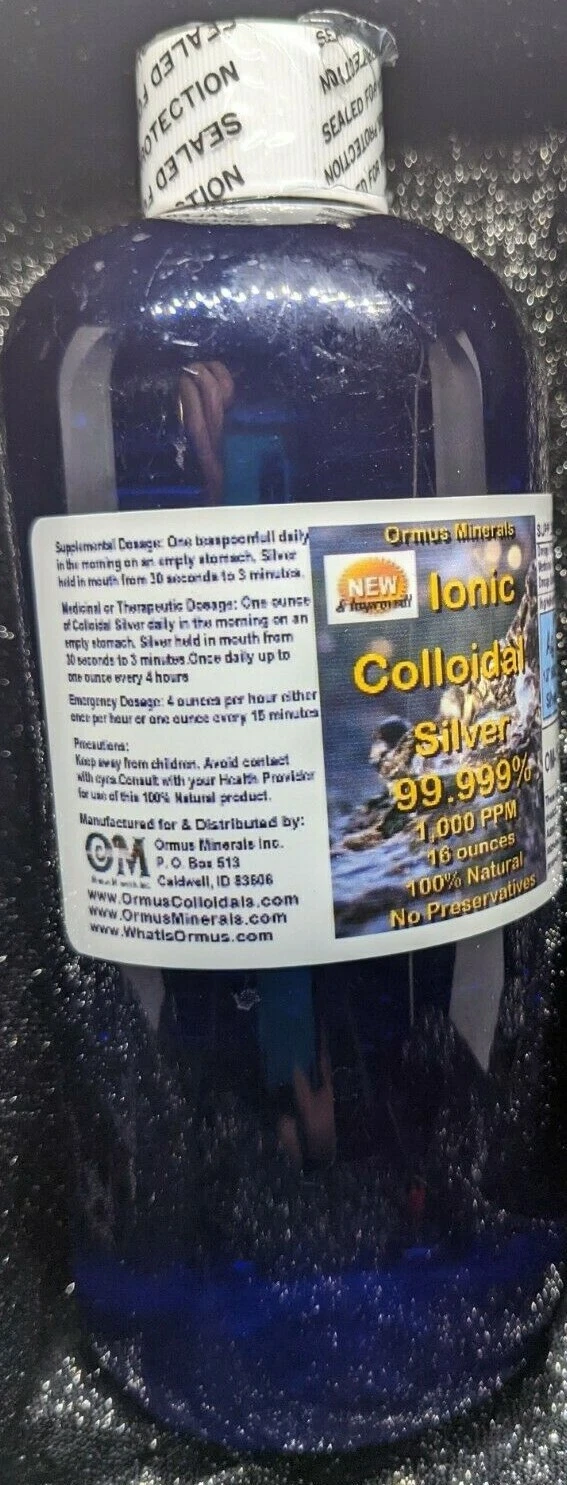 SEALED FOR
PROTECTION
SEALED
SEALED FOR
PROTECTION
Supplemental Dosage: One teaspoonfull daily
in the morning on an empty stomach, Silver
held in mouth from 30 seconds to 3 minutes.
Medicinal or Therapeutic Dosage: One ounce
of Colloidal Silver daily in the morning on an
empty stomach. Silver held in mouth from
30 seconds to 3 minutes.Once daily up to
one ounce every 4 hours
Emergency Dosage: 4 ounces per hour either
once per hour or one ounce every 15 minutes
Precautions:
Keep away from children. Avoid contact
with eyes.Consult with your Health Provider
for use of this 100% Natural product.
Manufactured for & Distributed by:
OM
Ormus Minerals Inc.
P.O. Box 513
Caldwell, ID 83606
www.OrmusColloidals.com
www.OrmusMinerals.com
www.WhatIsOrmus.com
Ormus Minerals
NEW
& Improved!
Ionic
Colloidal
Silver
99.999%
1,000 PPM
16 ounces
100% Natural
No Preservatives